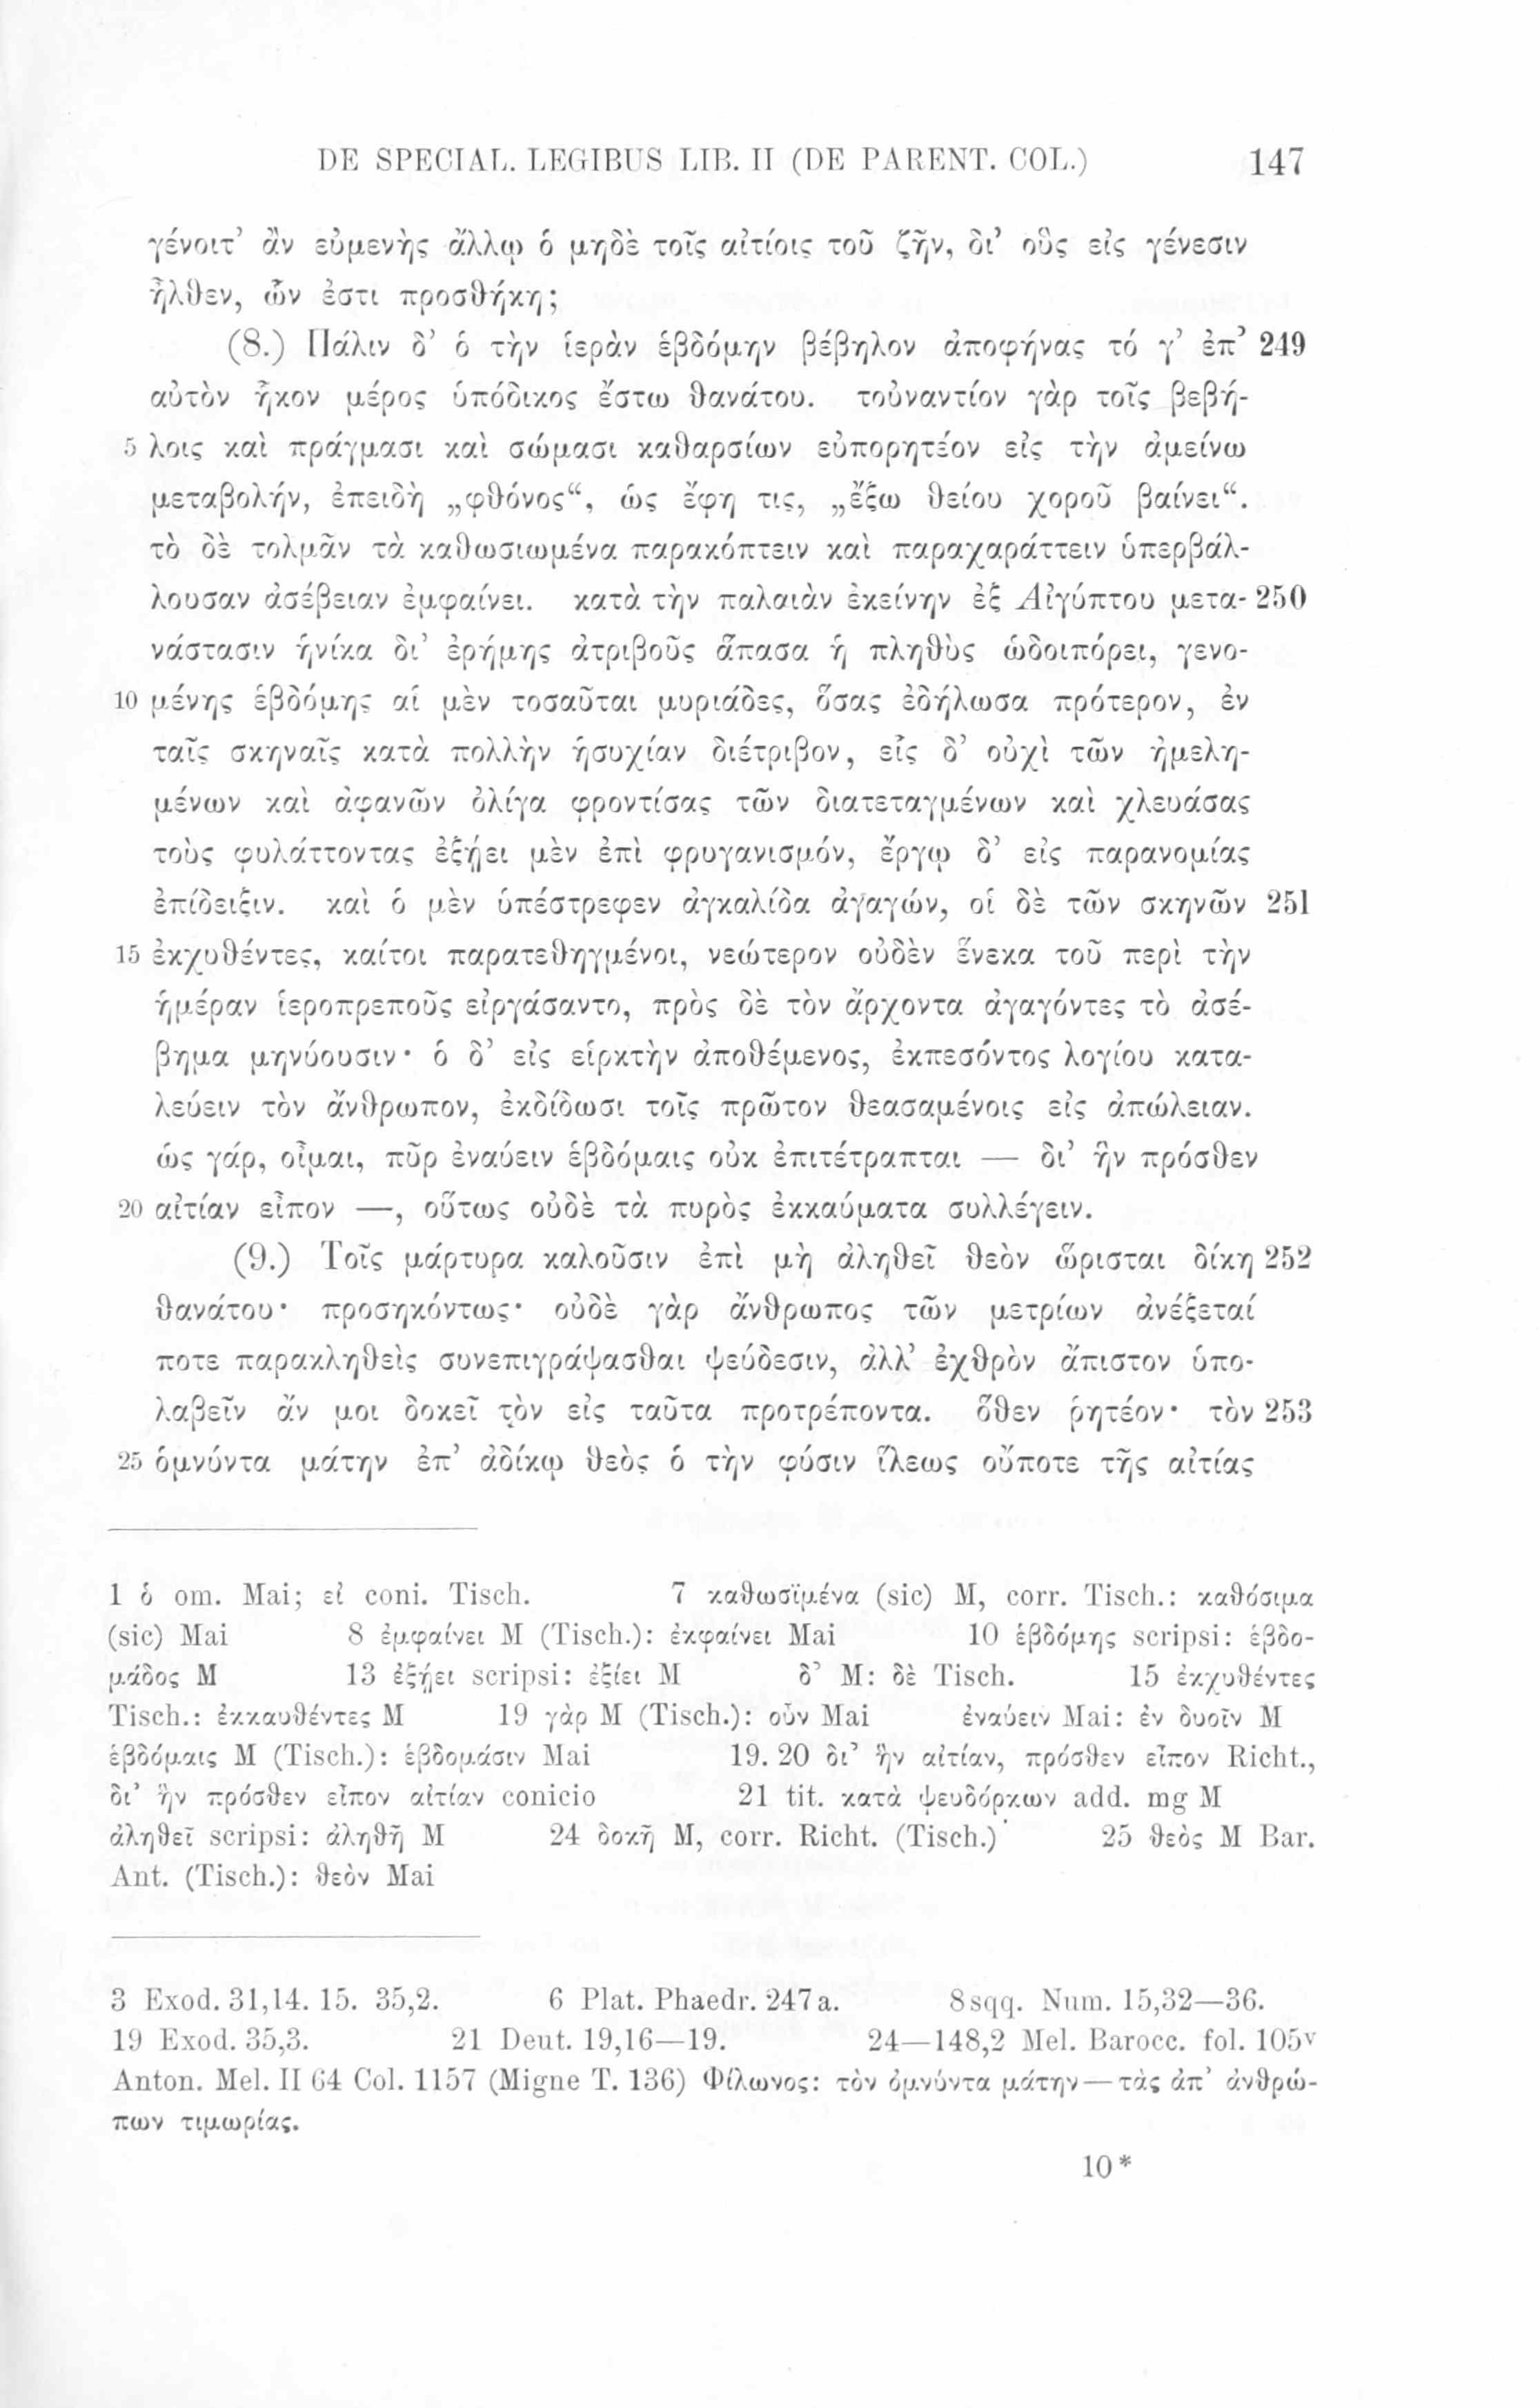 DE SPECIAL. LEGIBUS LIB. II (DE PARENT. COL.) 147
γένοιτ’ ἂν εὐμενὴς ἄλλῳ ὁ μηδὲ τοῖς αἰτίοις τοῦ ζῆν, δι’ οὓς εἰς γένεσιν
ἦλθεν, ὧν ἐστι προσθήκη;
(8.) Πάλιν δ’ ὁ τὴν ἱερὰν ἑβδόμην βέβηλον ἀποφήνας τό γ’ ἐπ’ 249
αὐτὸν ἧκον μέρος ὑπόδικος ἔστω θανάτου. τοὐναντίον γὰρ τοῖς βεβή-
5 λοις καὶ πράγμασι καὶ σώμασι καθαρσίων εὐπορητέον εἰς τὴν ἀμείνω
μεταβολήν, ἐπειδὴ „φθόνος“, ὡς ἔφη τις, „ἔξω θείου χοροῦ βαίνει“.
τὸ δὲ τολμᾶν τὰ καθωσιωμένα παρακόπτειν καὶ παραχαράττειν ὑπερβάλ-
λουσαν ἀσέβειαν ἐμφαίνει. κατὰ τὴν παλαιὰν ἐκείνην ἐξ Αἰγύπτου μετα- 250
νάστασιν ἡνίκα δι’ ἐρήμης ἀτριβοῦς ἅπασα ἡ πληθὺς ὡδοιπόρει, γενο-
10 μένης ἑβδόμης αἱ μὲν τοσαῦται μυριάδες, ὅσας ἐδήλωσα πρότερον, ἐν
ταῖς σκηναῖς κατὰ πολλὴν ἡσυχίαν διέτριβον, εἷς δ’ οὐχὶ τῶν ἠμελη-
μένων καὶ ἀφανῶν ὀλίγα φροντίσας τῶν διατεταγμένων καὶ χλευάσας
τοὺς φυλάττοντας ἐξῄει μὲν ἐπὶ φρυγανισμόν, ἔργῳ δ’ εἰς παρανομίας
ἐπίδειξιν. καὶ ὁ μὲν ὑπέστρεφεν ἀγκαλίδα ἀγαγών, οἱ δὲ τῶν σκηνῶν 251
15 ἐκχυθέντες, καίτοι παρατεθηγμένοι, νεώτερον οὐδὲν ἕνεκα τοῦ περὶ τὴν
ἡμέραν ἱεροπρεποῦς εἰργάσαντο, πρὸς δὲ τὸν ἄρχοντα ἀγαγόντες τὸ ἀσέ-
βημα μηνύουσιν· ὁ δ’ εἰς εἱρκτὴν ἀποθέμενος, ἐκπεσόντος λογίου κατα-
λεύειν τὸν ἄνθρωπον, ἐκδίδωσι τοῖς πρῶτον θεασαμένοις εἰς ἀπώλειαν.
ὡς γάρ, οἶμαι, πῦρ ἐναύειν ἑβδόμαις οὐκ ἐπιτέτραπται — δι’ ἣν πρόσθεν
20 αἰτίαν εἶπον —, οὕτως οὐδὲ τὰ πυρὸς ἐκκαύματα συλλέγειν.
(9.) Τοῖς μάρτυρα καλοῦσιν ἐπὶ μὴ ἀληθεῖ θεὸν ὥρισται δίκη 252
θανάτου· προσηκόντως· οὐδὲ γὰρ ἄνθρωπος τῶν μετρίων ἀνέξεταί
ποτε παρακληθεὶς συνεπιγράψασθαι ψεύδεσιν, ἀλλ’ ἐχθρὸν ἄπιστον ὑπο-
λαβεῖν ἄν μοι δοκεῖ τὸν εἰς ταῦτα προτρέποντα. ὅθεν ῥητέον· τὸν 253
25 ὀμνύντα μάτην ἐπ’ ἀδίκῳ θεὸς ὁ τὴν φύσιν ἵλεως οὔποτε τῆς αἰτίας
1 ὁ om. Mai; εἰ coni. Tisch. 7 καθωσϊμένα (sic) M, corr. Tisch.: καθόσιμα
(sic) Mai 8 ἐμφαίνει M (Tisch.): ἐκφαίνει Mai 10 ἑβδόμης scripsi: ἑβδο-
μάδος M 13 ἐξῄει scripsi: ἐξίει M δ’ M: δὲ Tisch. 15 ἐκχυθέντες
Tisch.: ἐκκαυθέντες M 19 γὰρ M (Tisch.): οὖν Mai ἐναύειν Mai: ἐν δυοῖν M
ἑβδόμαις M (Tisch.): ἑβδομάσιν Mai 19. 20 δι’ ἣν αἰτίαν, πρόσθεν εἶπον Richt.,
δι’ ἣν πρόσθεν εἶπον αἰτίαν conicio 21 tit. κατὰ ψευδόρκων add. mg M
ἀληθεῖ scripsi: ἀληθῆ M 24 δοκῆ M, corr. Richt. (Tisch.) 25 θεὸς M Bar.
Ant. (Tisch.): θεὸν Mai
3 Exod. 31,14. 15. 35,2. 6 Plat. Phaedr. 247a. 8sqq. Num. 15,32—36.
19 Exod. 35,3. 21 Deut. 19,16—19. 24—148,2 Mel. Barocc. fol. 105v
Anton. Mel. II 64 Col. 1157 (Migne T. 136) Φίλωνος: τὸν ὀμνύντα μάτην — τὰς ἀπ’ ἀνθρώ-
πων τιμωρίας.
10*